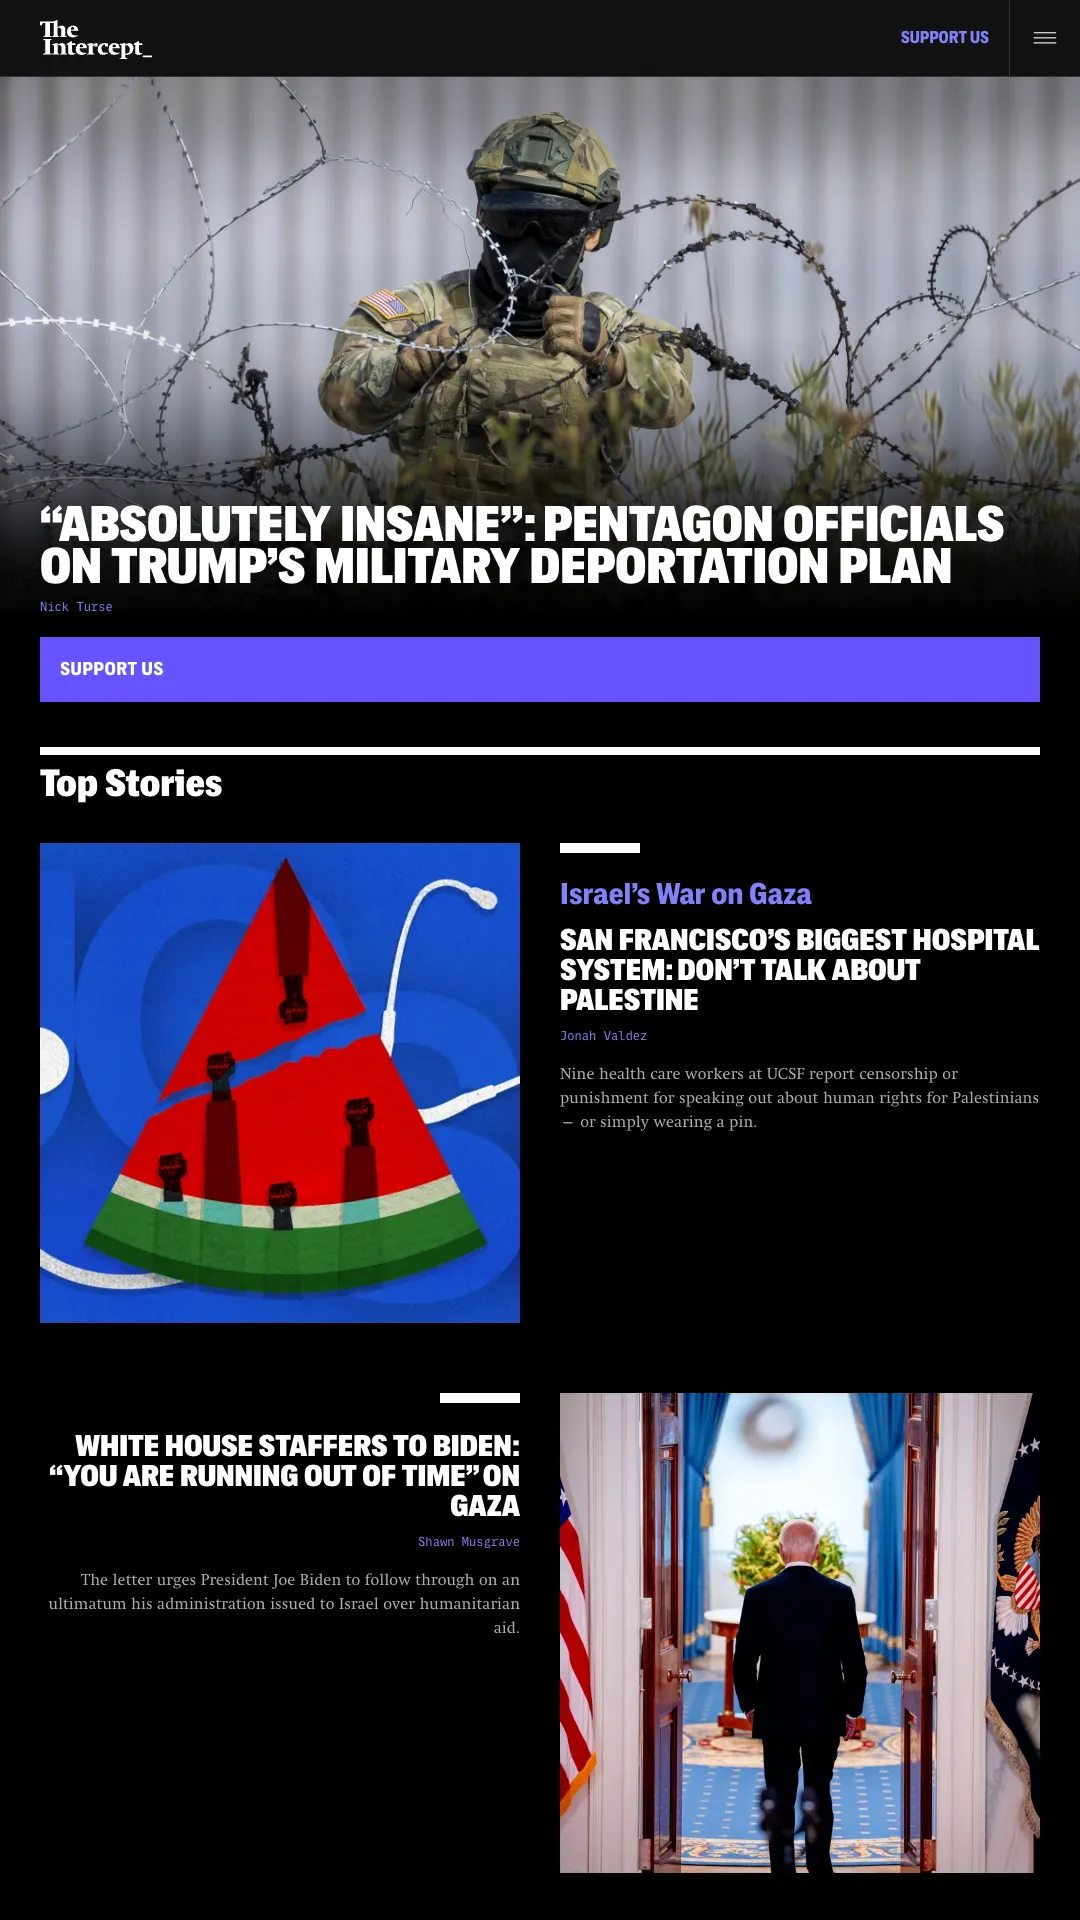 The
Intercept_
SUPPORT US
“ABSOLUTELY INSANE”: PENTAGON OFFICIALS
ON TRUMP’S MILITARY DEPORTATION PLAN
Nick Turse
SUPPORT US
Top Stories
Israel’s War on Gaza
SAN FRANCISCO’S BIGGEST HOSPITAL
SYSTEM: DON’T TALK ABOUT
PALESTINE
Jonah Valdez
Nine health care workers at UCSF report censorship or
punishment for speaking out about human rights for Palestinians
— or simply wearing a pin.
WHITE HOUSE STAFFERS TO BIDEN:
“YOU ARE RUNNING OUT OF TIME” ON
GAZA
Shawn Musgrave
The letter urges President Joe Biden to follow through on an
ultimatum his administration issued to Israel over humanitarian
aid.